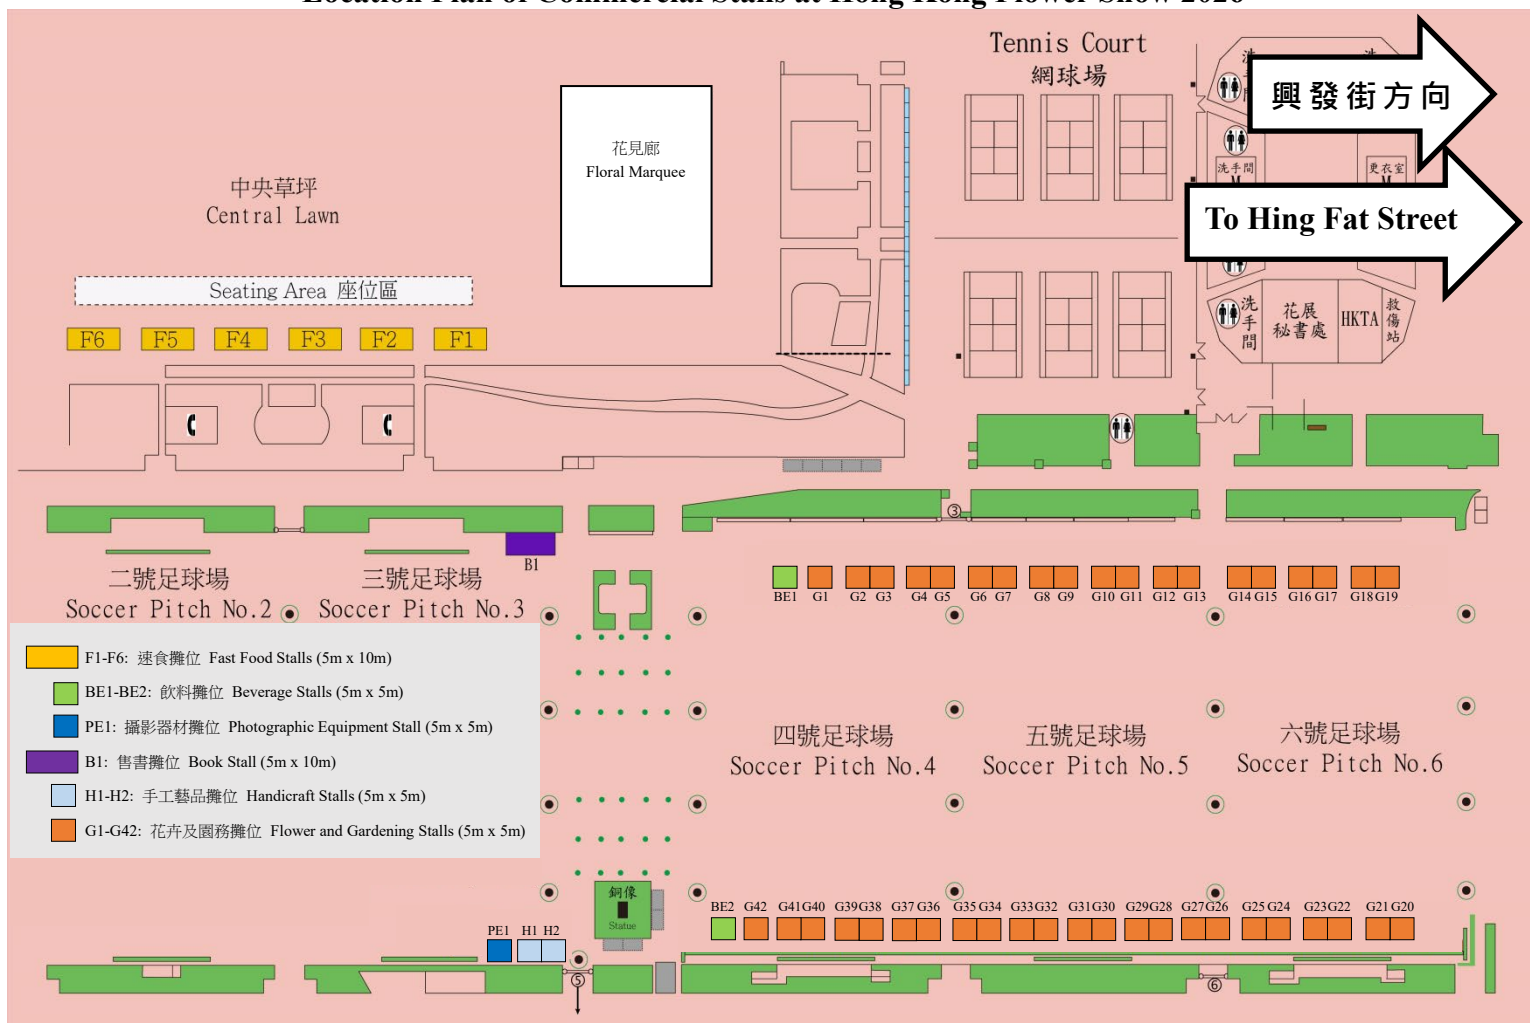 Location Plan of Commercial Stalls at Hong Kong Flower Show 2026
Tennis Court
網球場
興發街方向
To Hing Fat Street
洗手間
更衣室
洗手間
花展
秘書處
HKTA
救傷站
花見廊
Floral Marquee
中央草坪
Central Lawn
Seating Area 座位區
F6 F5 F4 F3 F2 F1
③
B1
二號足球場
Soccer Pitch No.2
三號足球場
Soccer Pitch No.3
BE1 G1 G2 G3 G4 G5 G6 G7 G8 G9 G10 G11 G12 G13 G14 G15 G16 G17 G18 G19
F1-F6: 速食攤位 Fast Food Stalls (5m x 10m)
BE1-BE2: 飲料攤位 Beverage Stalls (5m x 5m)
PE1: 攝影器材攤位 Photographic Equipment Stall (5m x 5m)
B1: 售書攤位 Book Stall (5m x 10m)
H1-H2: 手工藝品攤位 Handicraft Stalls (5m x 5m)
G1-G42: 花卉及園務攤位 Flower and Gardening Stalls (5m x 5m)
四號足球場
Soccer Pitch No.4
五號足球場
Soccer Pitch No.5
六號足球場
Soccer Pitch No.6
銅像
Statue
BE2 G42 G41 G40 G39 G38 G37 G36 G35 G34 G33 G32 G31 G30 G29 G28 G27 G26 G25 G24 G23 G22 G21 G20
PE1 H1 H2
⑤
⑥